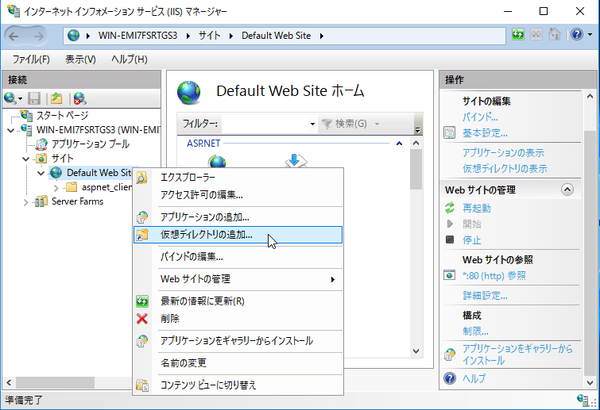 インターネット インフォメーション サービス (IIS) マネージャー
WIN-EMI7FSRTGS3 サイト Default Web Site
ファイル(F) 表示(V) ヘルプ(H)
接続
スタート ページ
WIN-EMI7FSRTGS3 (WIN-EMI7
アプリケーション プール
サイト
Default Web Site
aspnet_clien
Server Farms
Default Web Site ホーム
フィルター: 検索(G)
ASP.NET
エクスプローラー
アクセス許可の編集...
アプリケーションの追加...
仮想ディレクトリの追加...
バインドの編集...
Web サイトの管理
最新の情報に更新(R)
削除
アプリケーションをギャラリーからインストール
名前の変更
コンテンツ ビューに切り替え
操作
サイトの編集
バインド...
基本設定...
アプリケーションの表示
仮想ディレクトリの表示
Web サイトの管理
再起動
開始
停止
Web サイトの参照
*:80 (http) 参照
詳細設定...
構成
制限...
アプリケーションをギャラリーから
インストール
ヘルプ
準備完了